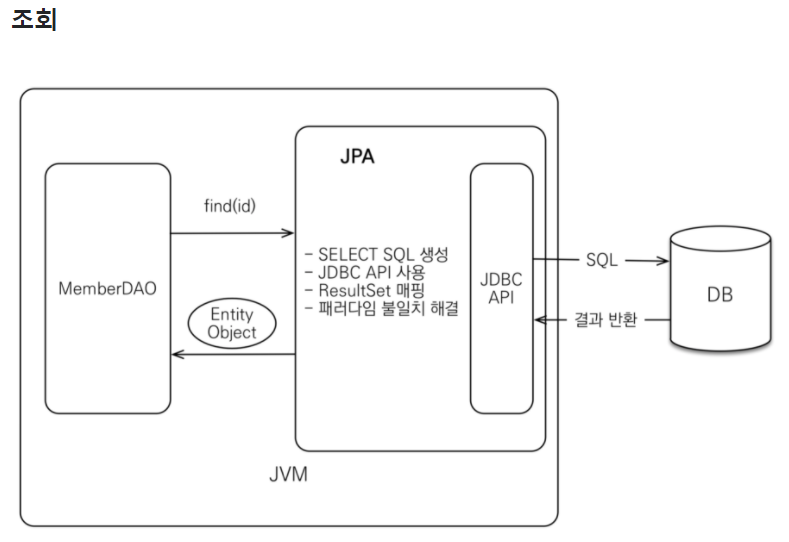 조회
JPA
find(id)
- SELECT SQL 생성
- JDBC API 사용
- ResultSet 매핑
- 패러다임 불일치 해결
MemberDAO
Entity
Object
JDBC
API
SQL
결과 반환
DB
JVM